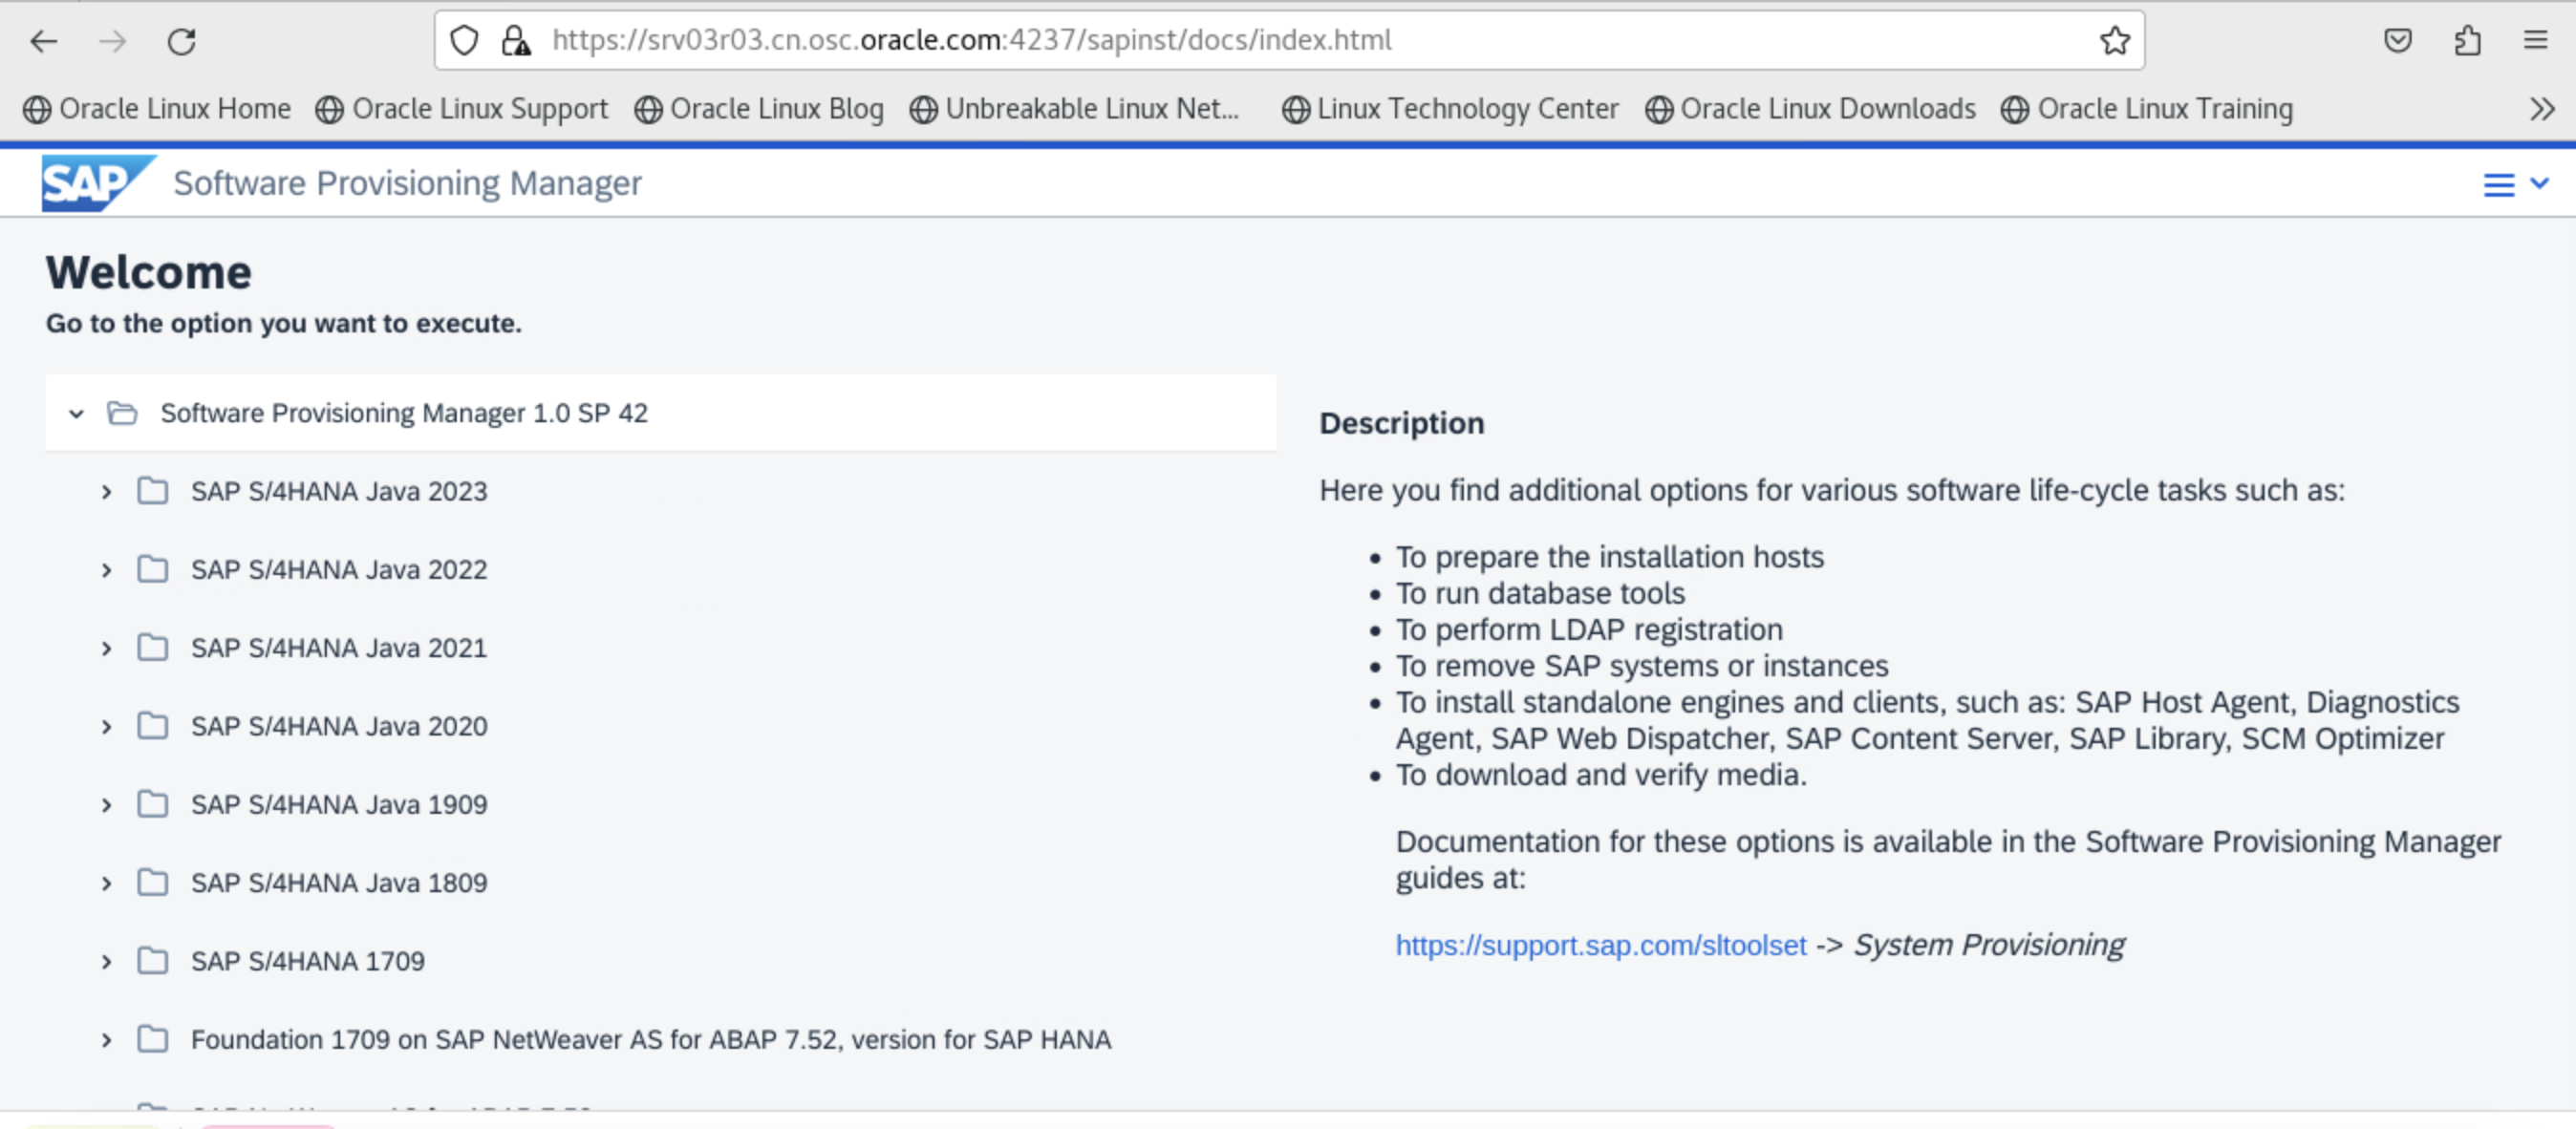 https://srv03r03.cn.osc.oracle.com:4237/sapinst/docs/index.html
Oracle Linux Home Oracle Linux Support Oracle Linux Blog Unbreakable Linux Net... Linux Technology Center Oracle Linux Downloads Oracle Linux Training
SAP Software Provisioning Manager
Welcome
Go to the option you want to execute.
Software Provisioning Manager 1.0 SP 42
SAP S/4HANA Java 2023
SAP S/4HANA Java 2022
SAP S/4HANA Java 2021
SAP S/4HANA Java 2020
SAP S/4HANA Java 1909
SAP S/4HANA Java 1809
SAP S/4HANA 1709
Foundation 1709 on SAP NetWeaver AS for ABAP 7.52, version for SAP HANA
Description
Here you find additional options for various software life-cycle tasks such as:
• To prepare the installation hosts
• To run database tools
• To perform LDAP registration
• To remove SAP systems or instances
• To install standalone engines and clients, such as: SAP Host Agent, Diagnostics
Agent, SAP Web Dispatcher, SAP Content Server, SAP Library, SCM Optimizer
• To download and verify media.
Documentation for these options is available in the Software Provisioning Manager
guides at:
https://support.sap.com/sltoolset -> System Provisioning